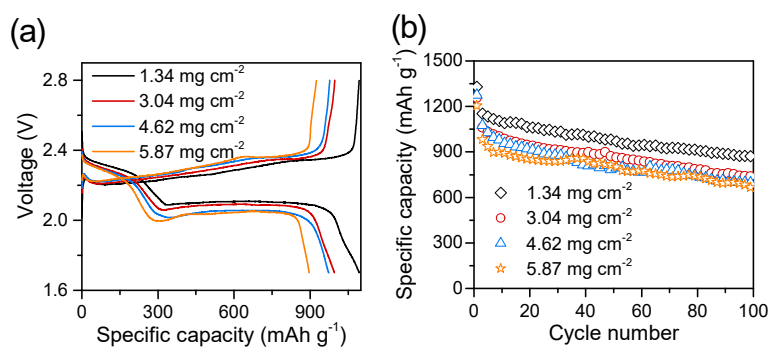 (a)
2.8
2.4
2.0
1.6
Voltage (V)
1.34 mg cm⁻²
3.04 mg cm⁻²
4.62 mg cm⁻²
5.87 mg cm⁻²
0 300 600 900
Specific capacity (mAh g⁻¹)
(b)
1500
1200
900
600
300
0
Specific capacity (mAh g⁻¹)
1.34 mg cm⁻²
3.04 mg cm⁻²
4.62 mg cm⁻²
5.87 mg cm⁻²
0 20 40 60 80 100
Cycle number